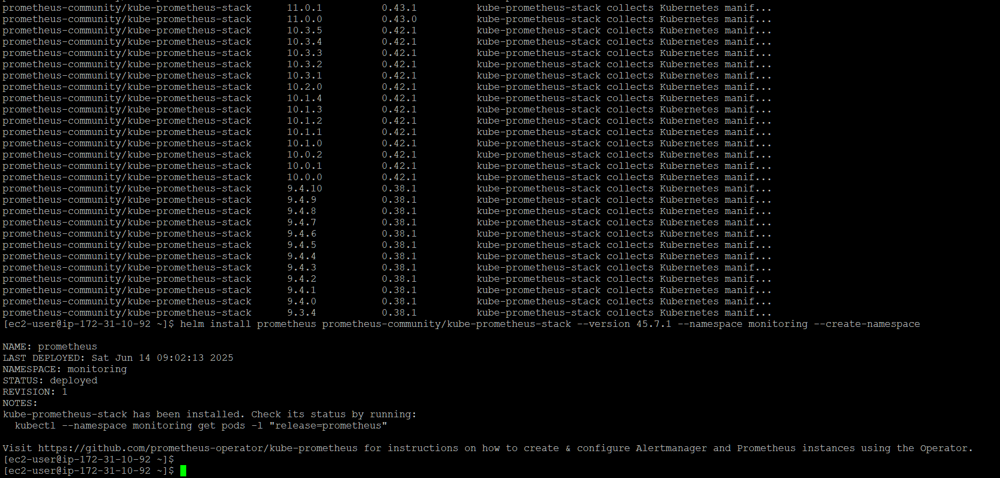 prometheus-community/kube-prometheus-stack 11.0.1 0.43.1 kube-prometheus-stack collects Kubernetes manif...
prometheus-community/kube-prometheus-stack 11.0.0 0.43.0 kube-prometheus-stack collects Kubernetes manif...
prometheus-community/kube-prometheus-stack 10.3.5 0.42.1 kube-prometheus-stack collects Kubernetes manif...
prometheus-community/kube-prometheus-stack 10.3.4 0.42.1 kube-prometheus-stack collects Kubernetes manif...
prometheus-community/kube-prometheus-stack 10.3.3 0.42.1 kube-prometheus-stack collects Kubernetes manif...
prometheus-community/kube-prometheus-stack 10.3.2 0.42.1 kube-prometheus-stack collects Kubernetes manif...
prometheus-community/kube-prometheus-stack 10.3.1 0.42.1 kube-prometheus-stack collects Kubernetes manif...
prometheus-community/kube-prometheus-stack 10.2.0 0.42.1 kube-prometheus-stack collects Kubernetes manif...
prometheus-community/kube-prometheus-stack 10.1.4 0.42.1 kube-prometheus-stack collects Kubernetes manif...
prometheus-community/kube-prometheus-stack 10.1.3 0.42.1 kube-prometheus-stack collects Kubernetes manif...
prometheus-community/kube-prometheus-stack 10.1.2 0.42.1 kube-prometheus-stack collects Kubernetes manif...
prometheus-community/kube-prometheus-stack 10.1.1 0.42.1 kube-prometheus-stack collects Kubernetes manif...
prometheus-community/kube-prometheus-stack 10.1.0 0.42.1 kube-prometheus-stack collects Kubernetes manif...
prometheus-community/kube-prometheus-stack 10.0.2 0.42.1 kube-prometheus-stack collects Kubernetes manif...
prometheus-community/kube-prometheus-stack 10.0.1 0.42.1 kube-prometheus-stack collects Kubernetes manif...
prometheus-community/kube-prometheus-stack 10.0.0 0.42.1 kube-prometheus-stack collects Kubernetes manif...
prometheus-community/kube-prometheus-stack 9.4.10 0.38.1 kube-prometheus-stack collects Kubernetes manif...
prometheus-community/kube-prometheus-stack 9.4.9 0.38.1 kube-prometheus-stack collects Kubernetes manif...
prometheus-community/kube-prometheus-stack 9.4.8 0.38.1 kube-prometheus-stack collects Kubernetes manif...
prometheus-community/kube-prometheus-stack 9.4.7 0.38.1 kube-prometheus-stack collects Kubernetes manif...
prometheus-community/kube-prometheus-stack 9.4.6 0.38.1 kube-prometheus-stack collects Kubernetes manif...
prometheus-community/kube-prometheus-stack 9.4.5 0.38.1 kube-prometheus-stack collects Kubernetes manif...
prometheus-community/kube-prometheus-stack 9.4.4 0.38.1 kube-prometheus-stack collects Kubernetes manif...
prometheus-community/kube-prometheus-stack 9.4.3 0.38.1 kube-prometheus-stack collects Kubernetes manif...
prometheus-community/kube-prometheus-stack 9.4.2 0.38.1 kube-prometheus-stack collects Kubernetes manif...
prometheus-community/kube-prometheus-stack 9.4.1 0.38.1 kube-prometheus-stack collects Kubernetes manif...
prometheus-community/kube-prometheus-stack 9.4.0 0.38.1 kube-prometheus-stack collects Kubernetes manif...
prometheus-community/kube-prometheus-stack 9.3.4 0.38.1 kube-prometheus-stack collects Kubernetes manif...
[ec2-user@ip-172-31-10-92 ~]$ helm install prometheus prometheus-community/kube-prometheus-stack --version 45.7.1 --namespace monitoring --create-namespace
NAME: prometheus
LAST DEPLOYED: Sat Jun 14 09:02:13 2025
NAMESPACE: monitoring
STATUS: deployed
REVISION: 1
NOTES:
kube-prometheus-stack has been installed. Check its status by running:
  kubectl --namespace monitoring get pods -l "release=prometheus"
Visit https://github.com/prometheus-operator/kube-prometheus for instructions on how to create & configure Alertmanager and Prometheus instances using the Operator.
[ec2-user@ip-172-31-10-92 ~]$
[ec2-user@ip-172-31-10-92 ~]$